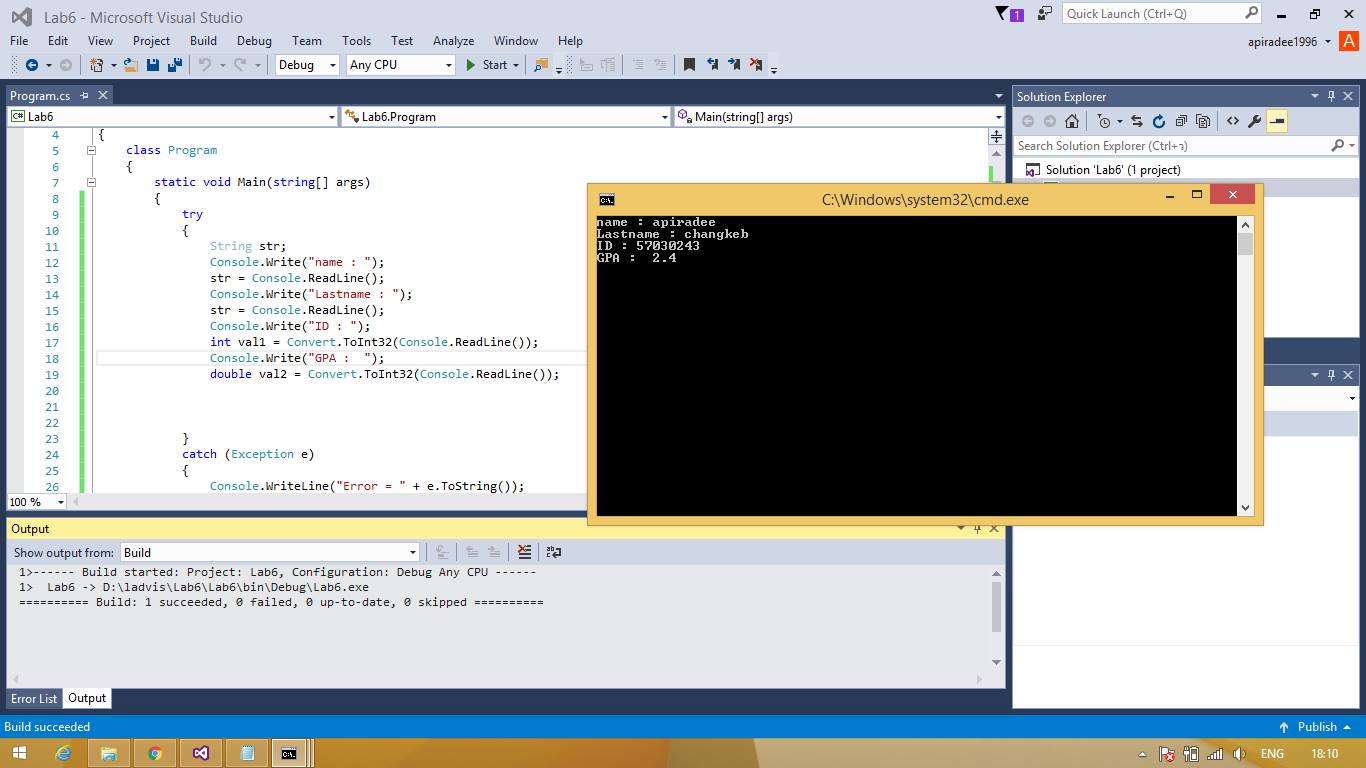 Lab6 - Microsoft Visual Studio
1
Quick Launch (Ctrl+Q)
File Edit View Project Build Debug Team Tools Test Analyze Window Help
apiradee1996 A
Debug Any CPU Start
Program.cs
C# Lab6 Lab6.Program Main(string[] args)
4 {
5 class Program
6 {
7 static void Main(string[] args)
8 {
9 try
10 {
11 String str;
12 Console.Write("name : ");
13 str = Console.ReadLine();
14 Console.Write("Lastname : ");
15 str = Console.ReadLine();
16 Console.Write("ID : ");
17 int val1 = Convert.ToInt32(Console.ReadLine());
18 Console.Write("GPA :  ");
19 double val2 = Convert.ToInt32(Console.ReadLine());
20
21
22
23 }
24 catch (Exception e)
25 {
26 Console.WriteLine("Error = " + e.ToString());
100 %
Solution Explorer
Search Solution Explorer (Ctrl+ว)
Solution 'Lab6' (1 project)
C:\Windows\system32\cmd.exe
name : apiradee
Lastname : changkeb
ID : 57030243
GPA :  2.4
Output
Show output from: Build
1>------ Build started: Project: Lab6, Configuration: Debug Any CPU ------
1>  Lab6 -> D:\ladvis\Lab6\Lab6\bin\Debug\Lab6.exe
========== Build: 1 succeeded, 0 failed, 0 up-to-date, 0 skipped ==========
Error List Output
Build succeeded
Publish
ENG 18:10